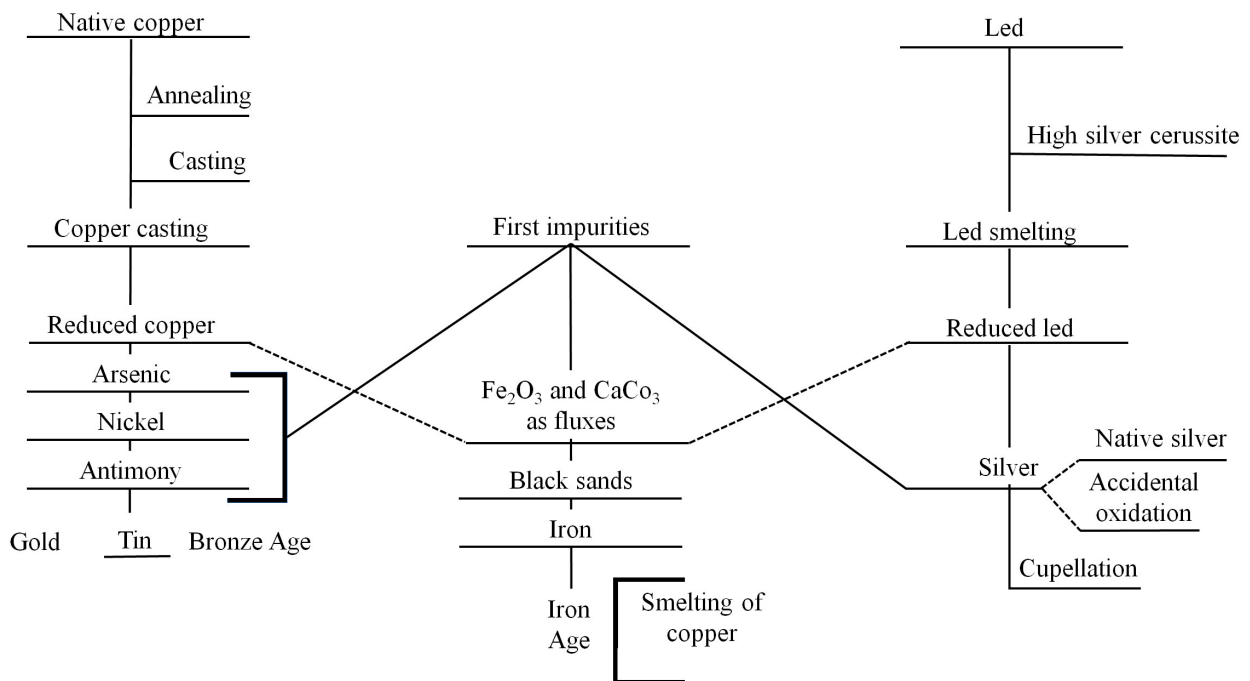 Native copper
Annealing
Casting
Copper casting
Reduced copper
Arsenic
Nickel
Antimony
Gold
Tin
Bronze Age
First impurities
Fe₂O₃ and CaCo₃
as fluxes
Black sands
Iron
Iron
Age
Smelting of
copper
Led
High silver cerussite
Led smelting
Reduced led
Silver
Native silver
Accidental
oxidation
Cupellation